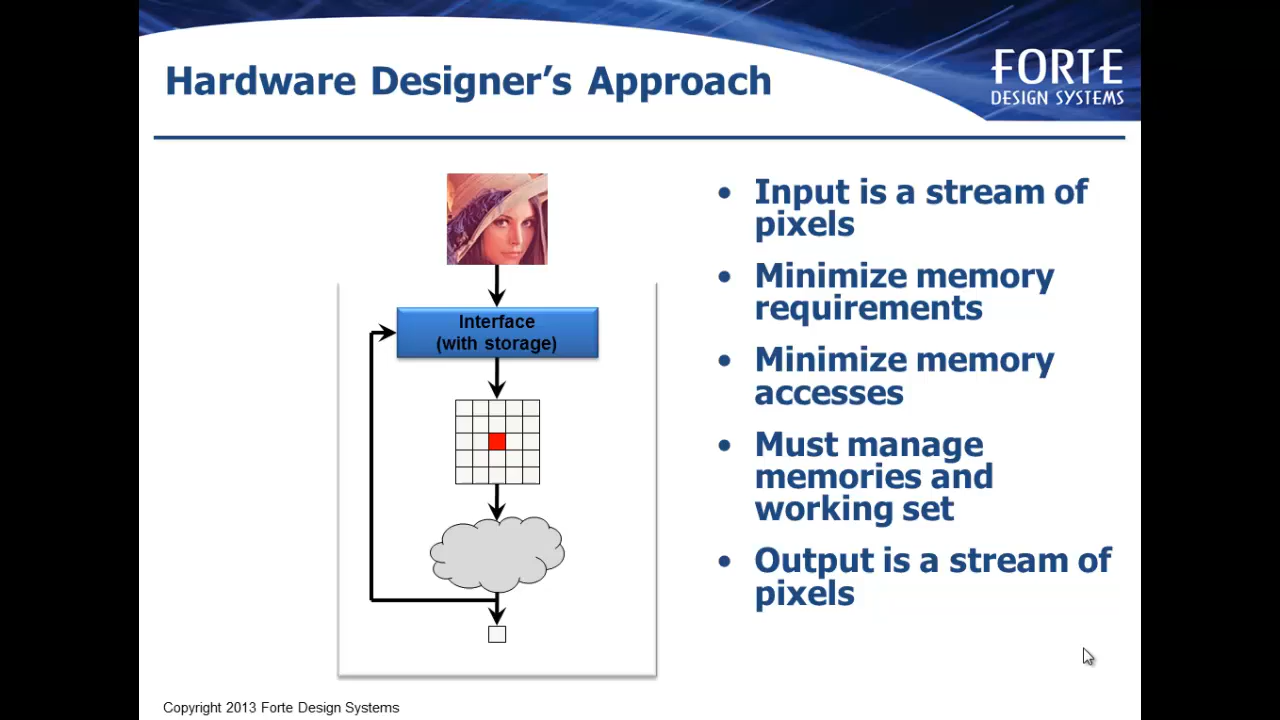 Hardware Designer’s Approach
FORTE
DESIGN SYSTEMS
Interface
(with storage)
• Input is a stream of
pixels
• Minimize memory
requirements
• Minimize memory
accesses
• Must manage
memories and
working set
• Output is a stream of
pixels
Copyright 2013 Forte Design Systems